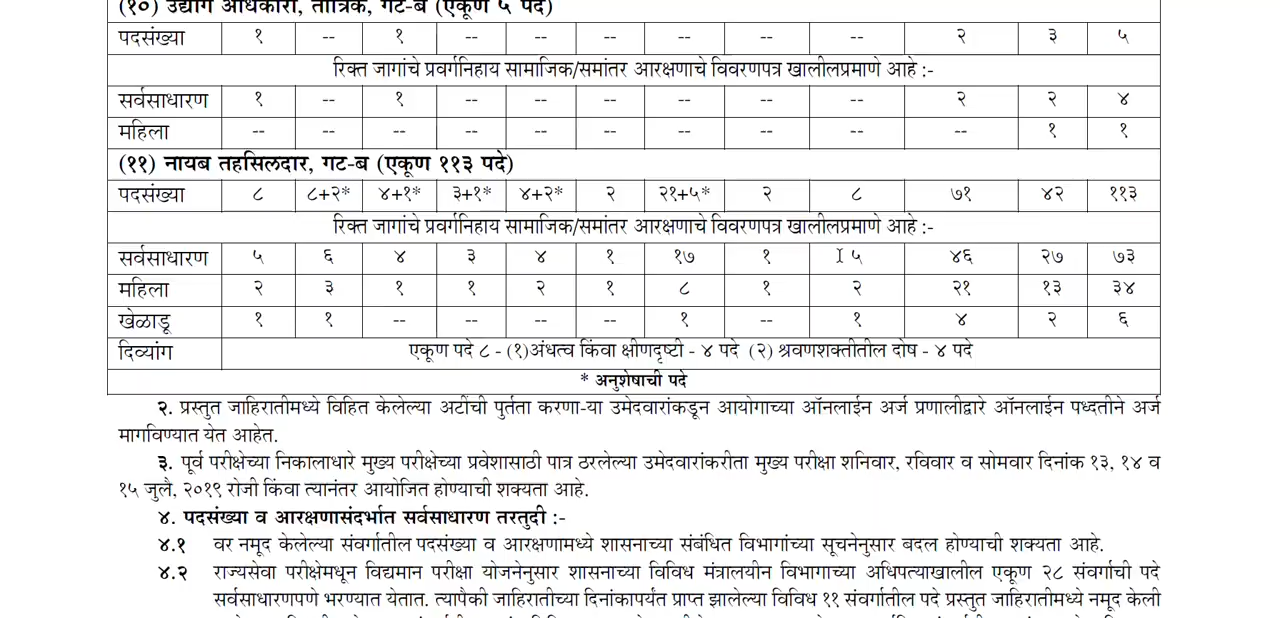 (१०) उद्योग अधिकारी, तांत्रिक, गट-ब (एकूण ५ पदे)
पदसंख्या १ -- १ -- -- -- -- -- -- २ ३ ५
रिक्त जागांचे प्रवर्गनिहाय सामाजिक/समांतर आरक्षणाचे विवरणपत्र खालीलप्रमाणे आहे :-
सर्वसाधारण १ -- १ -- -- -- -- -- -- २ २ ४
महिला -- -- -- -- -- -- -- -- -- -- १ १
(११) नायब तहसिलदार, गट-ब (एकूण ११३ पदे)
पदसंख्या ८ ८+२* ४+१* ३+१* ४+२* २ २१+५* २ ८ ७१ ४२ ११३
रिक्त जागांचे प्रवर्गनिहाय सामाजिक/समांतर आरक्षणाचे विवरणपत्र खालीलप्रमाणे आहे :-
सर्वसाधारण ५ ६ ४ ३ ४ १ १७ १ ५ ४६ २७ ७३
महिला २ ३ १ १ २ १ ८ १ २ २१ १३ ३४
खेळाडू १ १ -- -- -- -- १ -- १ ४ २ ६
दिव्यांग एकूण पदे ८ - (१)अंधत्व किंवा क्षीणदृष्टी - ४ पदे (२) श्रवणशक्तीतील दोष - ४ पदे
* अनुशेषाची पदे
२. प्रस्तुत जाहिरातीमध्ये विहित केलेल्या अटींची पुर्तता करणा-या उमेदवारांकडून आयोगाच्या ऑनलाईन अर्ज प्रणालीद्वारे ऑनलाईन पध्दतीने अर्ज
मागविण्यात येत आहेत.
३. पूर्व परीक्षेच्या निकालाधारे मुख्य परीक्षेच्या प्रवेशासाठी पात्र ठरलेल्या उमेदवारांकरीता मुख्य परीक्षा शनिवार, रविवार व सोमवार दिनांक १३, १४ व
१५ जुलै, २०१९ रोजी किंवा त्यानंतर आयोजित होण्याची शक्यता आहे.
४. पदसंख्या व आरक्षणासंदर्भात सर्वसाधारण तरतुदी :-
४.१ वर नमूद केलेल्या संवर्गातील पदसंख्या व आरक्षणामध्ये शासनाच्या संबंधित विभागांच्या सूचनेनुसार बदल होण्याची शक्यता आहे.
४.२ राज्यसेवा परीक्षेमधून विद्यमान परीक्षा योजनेनुसार शासनाच्या विविध मंत्रालयीन विभागाच्या अधिपत्याखालील एकूण २८ संवर्गाची पदे
सर्वसाधारणपणे भरण्यात येतात. त्यापैकी जाहिरातीच्या दिनांकापर्यंत प्राप्त झालेल्या विविध ११ संवर्गातील पदे प्रस्तुत जाहिरातीमध्ये नमूद केली